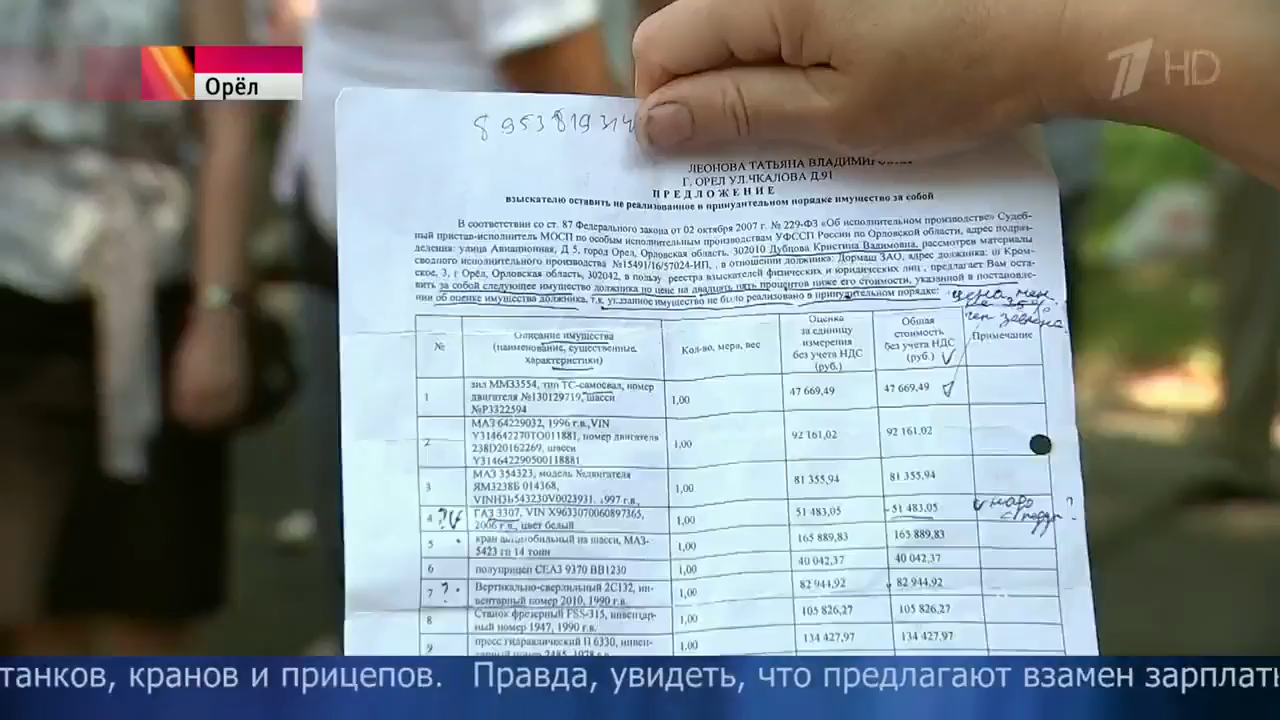 Орёл
1 HD
8 953 819 314
ЛЕОНОВА ТАТЬЯНА
Г. ОРЕЛ УЛ.ЧКАЛОВА Д.91
ПРЕДЛОЖЕНИЕ
взыскателю оставить не реализованное в принудительном порядке имущество за собой
В соответствии со ст. 87 Федерального закона от 02 октября 2007 г. № 229-ФЗ «Об исполнительном производстве» Судеб-
ный пристав-исполнитель МОСП по особым исполнительным производствам УФССП России по Орловской области, адрес подраз-
деления: улица Авиационная, Д 5, город Орел, Орловская область, 302010 Дубцова Кристина Вадимовна, рассмотрев материалы
сводного исполнительного производства №15491/16/57024-ИП, , в отношении должника: Дормаш ЗАО, адрес должника: ш Кром-
ское, 3, г Орёл, Орловская область, 302042, в пользу реестра взыскателей физических и юридических лиц , предлагает Вам оста-
вить за собой следующее имущество должника по цене на двадцать пять процентов ниже его стоимости, указанной в постановле-
нии об оценке имущества должника, т.к. указанное имущество не было реализовано в принудительном порядке:
№ Описание имущества (наименование, существенные, характеристики) Кол-во, мера, вес Оценка за единицу измерения без учета НДС (руб.) Общая стоимость без учета НДС (руб.) Примечание
1 зил ММЗ3554, тип ТС-самосвал, номер двигателя №130129719, шасси №Р3322594 1,00 47 669,49 47 669,49
2 МАЗ 64229032, 1996 г.в.,VIN Y314642270TO011881, номер двигателя 238D20162269, шасси Y314642290500118881 1,00 92 161,02 92 161,02
3 МАЗ 354323, модель №двигателя ЯМ3238Б 014368, 1997 г.в., 1,00 81 355,94 81 355,94
4 ? ГАЗ 3307, VIN X9633070060897365, 2006 г.в., цвет белый 1,00 51 483,05 51 483,05 ?
5 кран автомобильный на шасси, МАЗ-5423 гп 14 тонн 1,00 165 889,83 165 889,83
6 полуприцеп СЕАЗ 9370 ВВ1230 1,00 40 042,37 40 042,37
7 ? Вертикально-сверлильный 2С132, инвентарный номер 2010, 1990 г.в. 1,00 82 944,92 82 944,92
8 Станок фрезерный FSS-315, инвентарный номер 1947, 1990 г.в. 1,00 105 826,27 105 826,27
9 пресс гидравлический П 6330, инвен- 1,00 134 427,97 134 427,97
танков, кранов и прицепов. Правда, увидеть, что предлагают взамен зарплаты